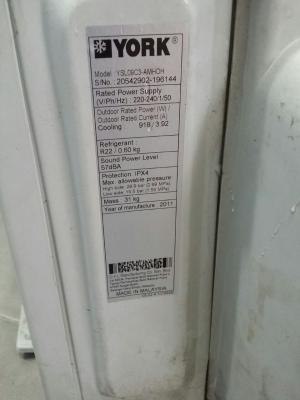 YORK®
Model : YSL09C3-AMHOH
S/No. : 20542902-196144
Rated Power Supply
(V/Ph/Hz) : 220-240/1/50
Outdoor Rated Power (W) /
Outdoor Rated Current (A)
Cooling : 918 / 3.92
Refrigerant :
R22 / 0.60 kg
Sound Power Level
57dBA
Protection : IPX4
Max. allowable pressure
Mass : 31 kg
Year of manufacture : 2011
MADE IN MALAYSIA